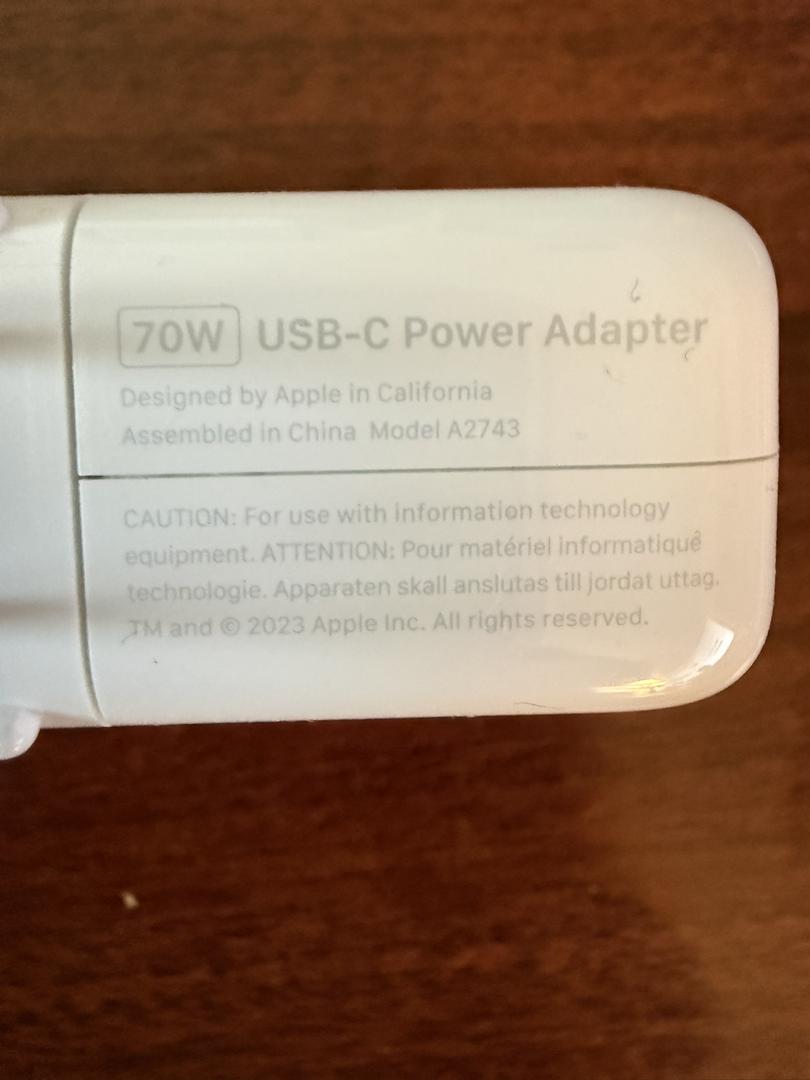 70W USB-C Power Adapter
Designed by Apple in California
Assembled in China Model A2743
CAUTION: For use with information technology
equipment. ATTENTION: Pour matériel informatique
technologie. Apparaten skall anslutas till jordat uttag.
TM and © 2023 Apple Inc. All rights reserved.